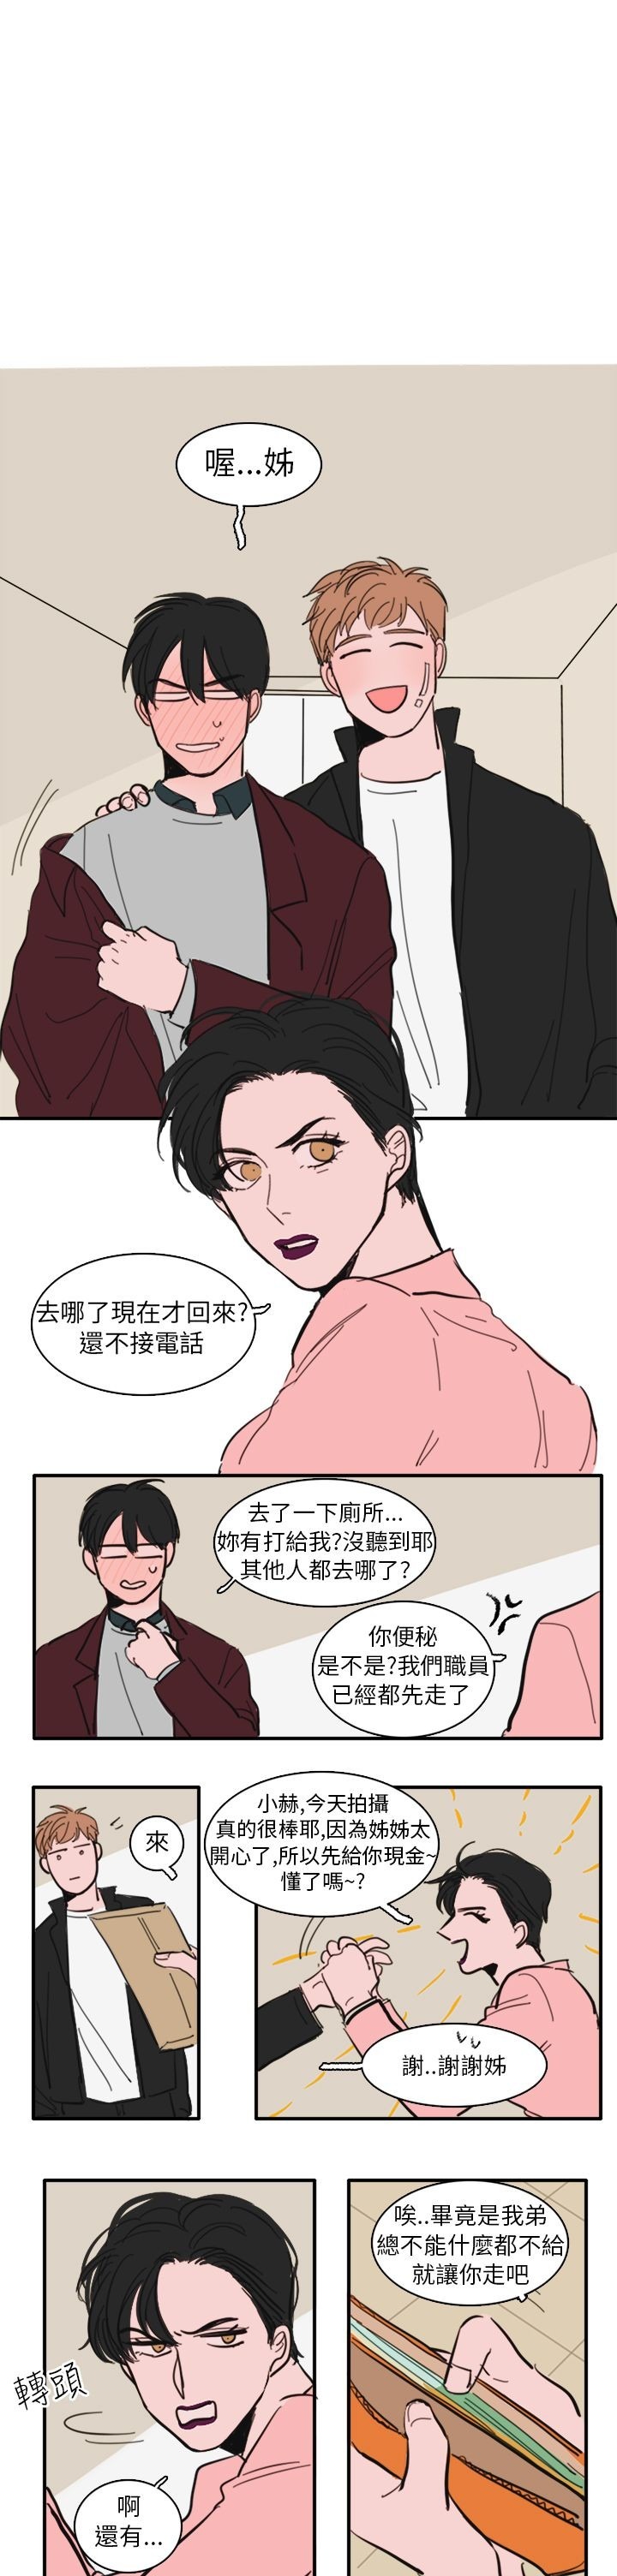 喔...姊
去哪了現在才回來?
還不接電話
去了一下廁所...
妳有打給我?沒聽到耶
其他人都去哪了?
你便秘
是不是?我們職員
已經都先走了
來
小赫,今天拍攝
真的很棒耶,因為姊姊太
開心了,所以先給你現金~
懂了嗎~?
謝..謝謝姊
轉頭
啊
還有...
唉..畢竟是我弟
總不能什麼都不給
就讓你走吧